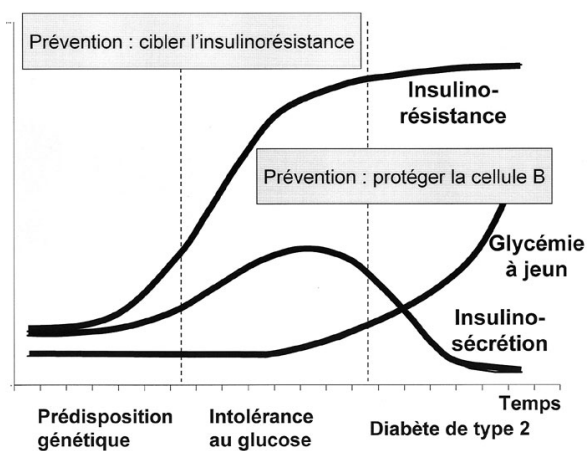 Prévention : cibler l'insulinorésistance
Insulino-
résistance
Prévention : protéger la cellule B
Glycémie
à jeun
Insulino-
sécrétion
Temps
Prédisposition
génétique
Intolérance
au glucose
Diabète de type 2